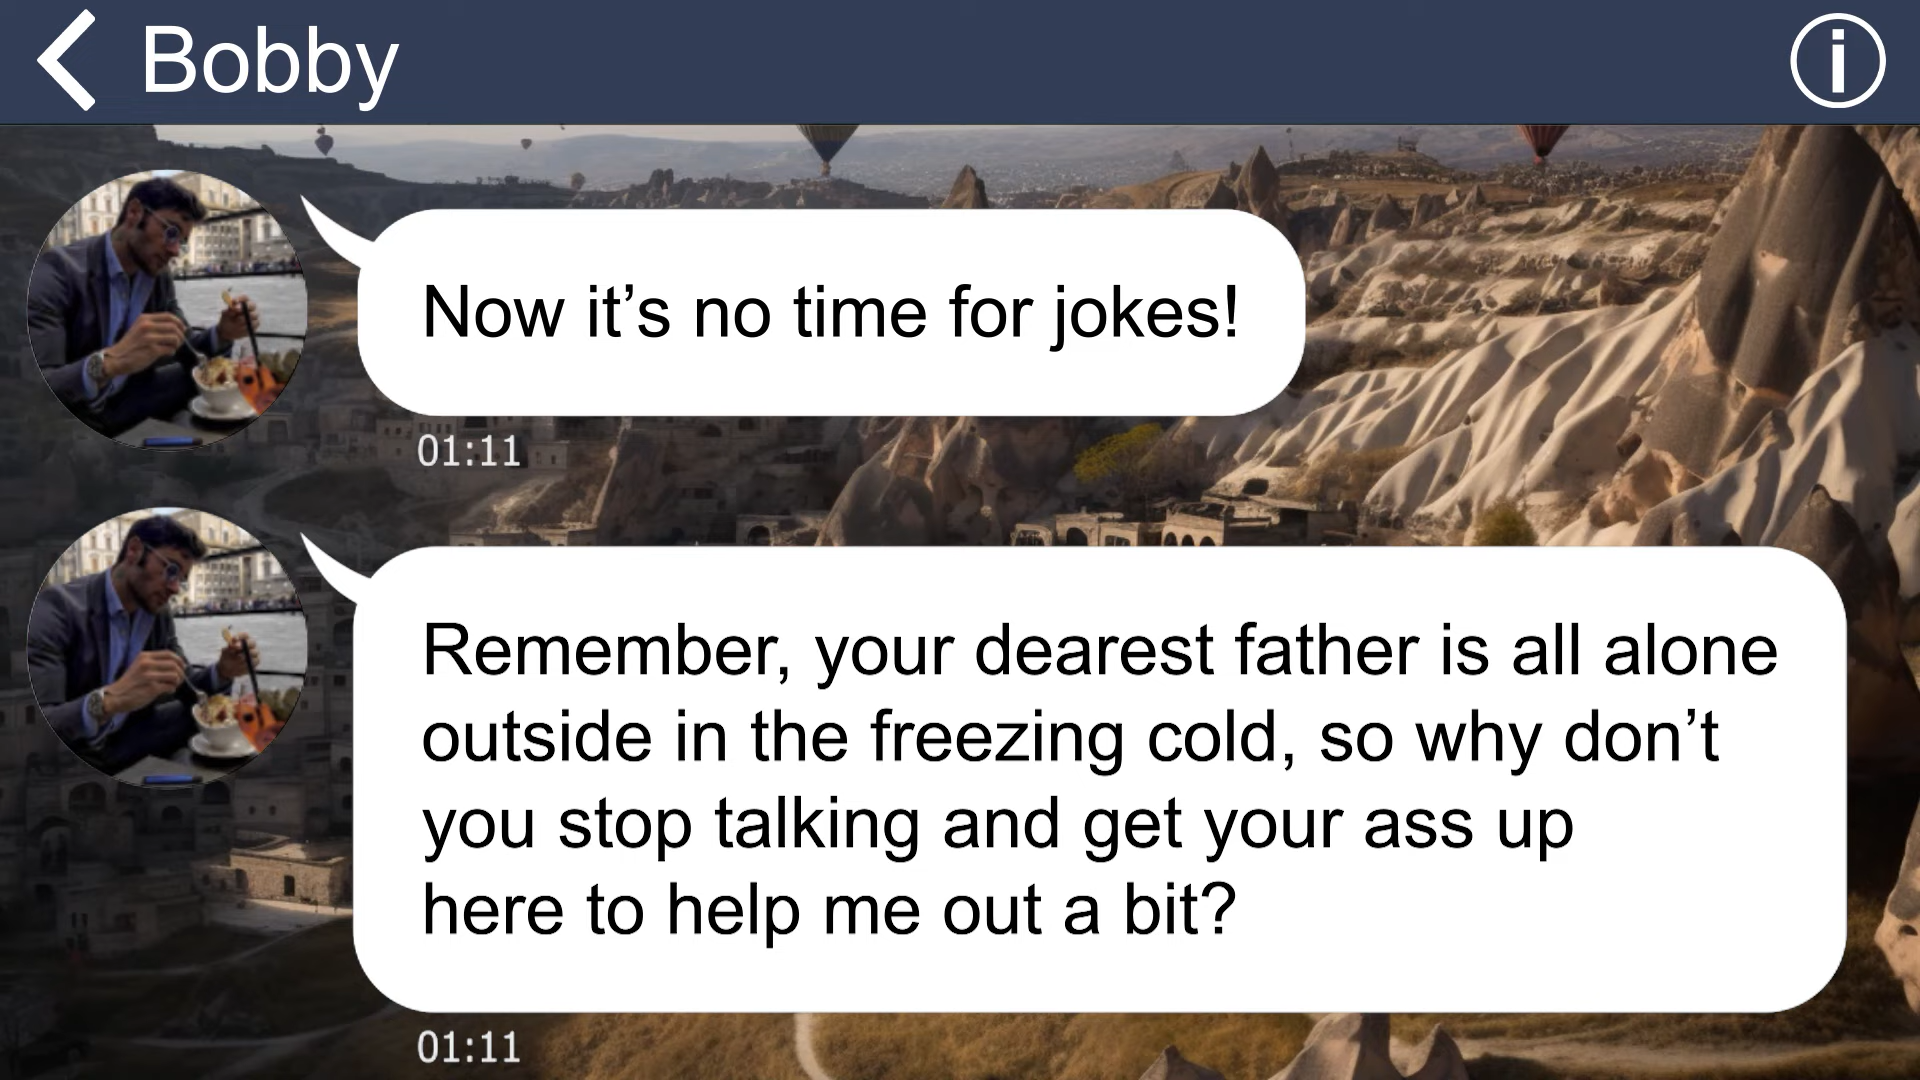 Bobby
Now it’s no time for jokes!
01:11
Remember, your dearest father is all alone
outside in the freezing cold, so why don’t
you stop talking and get your ass up
here to help me out a bit?
01:11